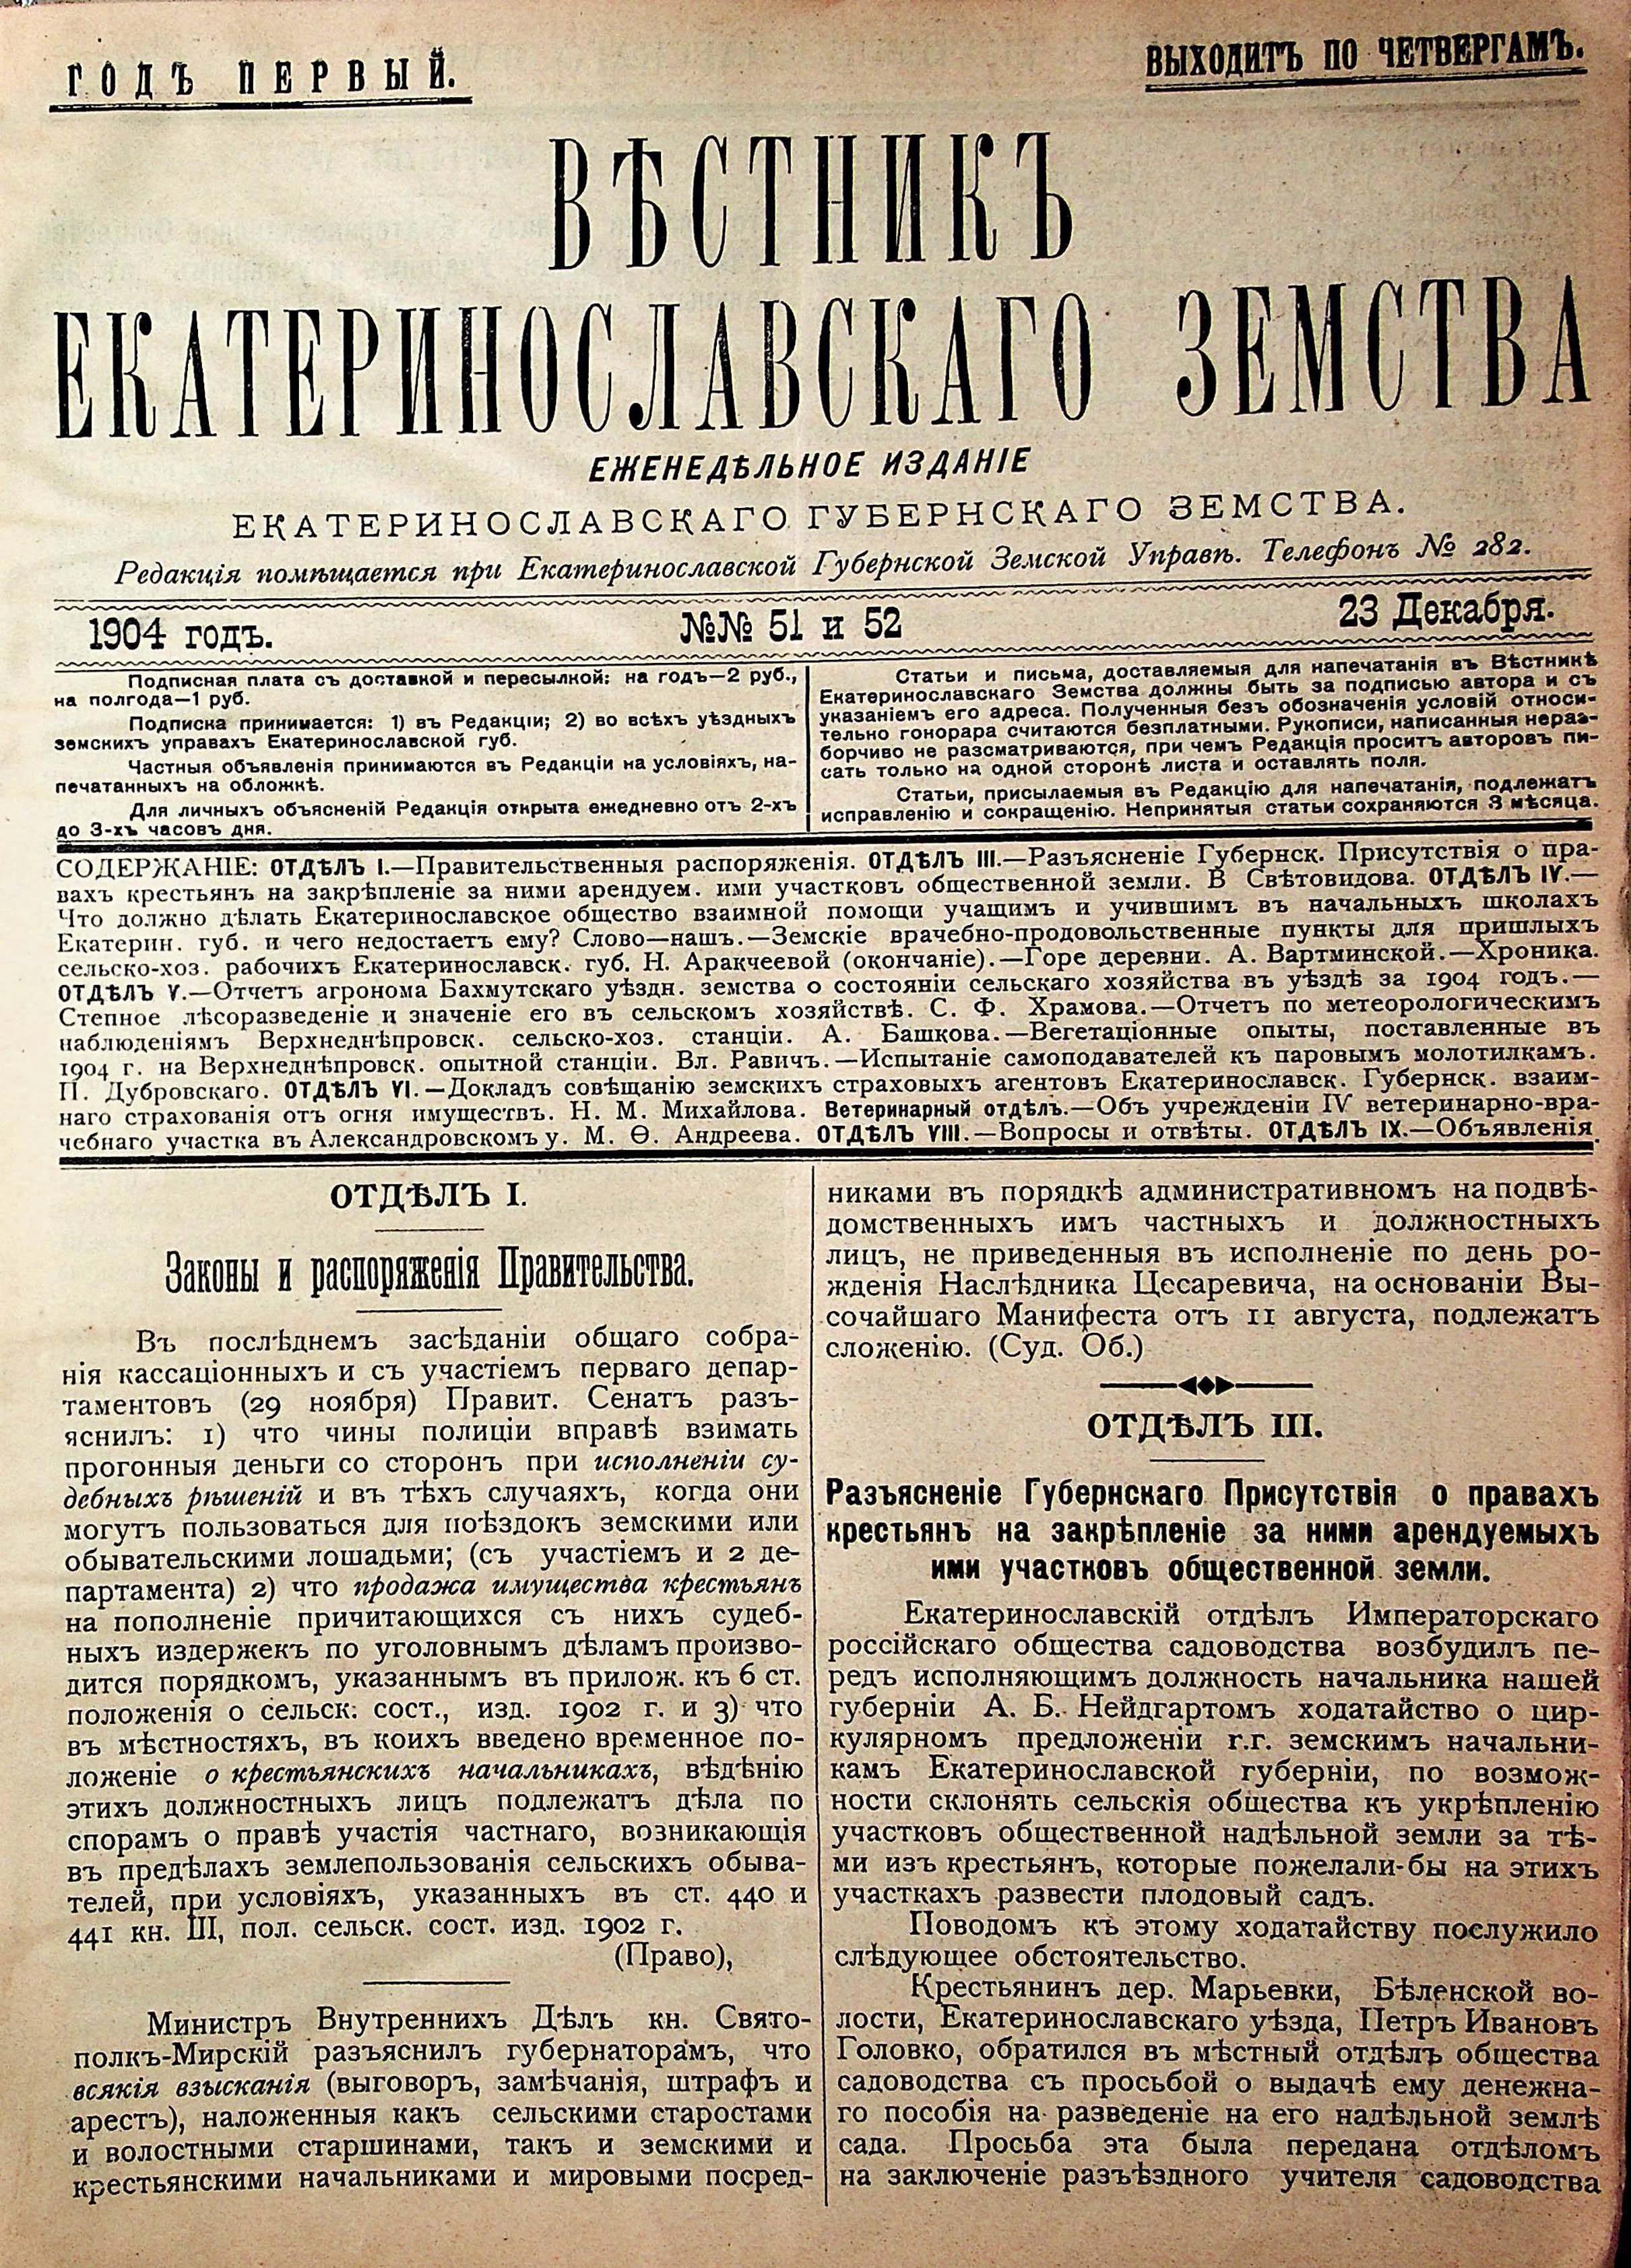 ГОДЪ ПЕРВЫЙ.
ВЫХОДИТЪ ПО ЧЕТВЕРГАМЪ.
ВѢСТНИКЪ
ЕКАТЕРИНОСЛАВСКАГО ЗЕМСТВА
ЕЖЕНЕДѢЛЬНОЕ ИЗДАНІЕ
ЕКАТЕРИНОСЛАВСКАГО ГУБЕРНСКАГО ЗЕМСТВА.
Редакція помѣщается при Екатеринославской Губернской Земской Управѣ. Телефонъ № 282.
1904 годъ.
№№ 51 и 52
23 Декабря.
Подписная плата съ доставкой и пересылкой: на годъ—2 руб.,
на полгода—1 руб.
Подписка принимается: 1) въ Редакціи; 2) во всѣхъ уѣздныхъ
земскихъ управахъ Екатеринославской губ.
Частныя объявленія принимаются въ Редакціи на условіяхъ, на-
печатанныхъ на обложкѣ.
Для личныхъ объясненій Редакція открыта ежедневно отъ 2-хъ
до 3-хъ часовъ дня.
Статьи и письма, доставляемыя для напечатанія въ Вѣстникѣ
Екатеринославскаго Земства должны быть за подписью автора и съ
указаніемъ его адреса. Полученныя безъ обозначенія условій относи-
тельно гонорара считаются безплатными. Рукописи, написанныя нераз-
борчиво не разсматриваются, при чемъ Редакція проситъ авторовъ пи-
сать только на одной сторонѣ листа и оставлять поля.
Статьи, присылаемыя въ Редакцію для напечатанія, подлежатъ
исправленію и сокращенію. Непринятыя статьи сохраняются 3 мѣсяца.
СОДЕРЖАНІЕ: ОТДѢЛЪ I.—Правительственныя распоряженія. ОТДѢЛЪ III.—Разъясненіе Губернск. Присутствія о пра-
вахъ крестьянъ на закрѣпленіе за ними арендуем. ими участковъ общественной земли. В Свѣтовидова. ОТДѢЛЪ IV.—
Что должно дѣлать Екатеринославское общество взаимной помощи учащимъ и учившимъ въ начальныхъ школахъ
Екатерин. губ. и чего недостаетъ ему? Слово—нашъ.—Земскіе врачебно-продовольственные пункты для пришлыхъ
сельско-хоз. рабочихъ Екатеринославск. губ. Н. Аракчеевой (окончаніе).—Горе деревни. А. Вартминской.—Хроника.
ОТДѢЛЪ V.—Отчетъ агронома Бахмутскаго уѣздн. земства о состояніи сельскаго хозяйства въ уѣздѣ за 1904 годъ.—
Степное лѣсоразведеніе и значеніе его въ сельскомъ хозяйствѣ. С. Ф. Храмова.—Отчетъ по метеорологическимъ
наблюденіямъ Верхнеднѣпровск. сельско-хоз. станціи. А. Башкова.—Вегетаціонные опыты, поставленные въ
1904 г. на Верхнеднѣпровск. опытной станціи. Вл. Равичъ.—Испытаніе самоподавателей къ паровымъ молотилкамъ.
П. Дубровскаго. ОТДѢЛЪ VI.—Докладъ совѣщанію земскихъ страховыхъ агентовъ Екатеринославск. Губернск. взаим-
наго страхованія отъ огня имуществъ. Н. М. Михайлова. Ветеринарный отдѣлъ.—Объ учрежденіи IV ветеринарно-вра-
чебнаго участка въ Александровскомъ у. М. Ѳ. Андреева. ОТДѢЛЪ VIII.—Вопросы и отвѣты. ОТДѢЛЪ IX.—Объявленія.
ОТДѢЛЪ I.
Законы и распоряженія Правительства.
Въ послѣднемъ засѣданіи общаго собра-
нія кассаціонныхъ и съ участіемъ перваго депар-
таментовъ (29 ноября) Правит. Сенатъ разъ-
яснилъ: 1) что чины полиціи вправѣ взимать
прогонныя деньги со сторонъ при исполненіи су-
дебныхъ рѣшеній и въ тѣхъ случаяхъ, когда они
могутъ пользоваться для поѣздокъ земскими или
обывательскими лошадьми; (съ участіемъ и 2 де-
партамента) 2) что продажа имущества крестьянъ
на пополненіе причитающихся съ нихъ судеб-
ныхъ издержекъ по уголовнымъ дѣламъ произво-
дится порядкомъ, указаннымъ въ прилож. къ 6 ст.
положенія о сельск. сост., изд. 1902 г. и 3) что
въ мѣстностяхъ, въ коихъ введено временное по-
ложеніе о крестьянскихъ начальникахъ, вѣдѣнію
этихъ должностныхъ лицъ подлежатъ дѣла по
спорамъ о правѣ участія частнаго, возникающія
въ предѣлахъ землепользованія сельскихъ обыва-
телей, при условіяхъ, указанныхъ въ ст. 440 и
441 кн. III, пол. сельск. сост. изд. 1902 г.
(Право),
Министръ Внутреннихъ Дѣлъ кн. Свято-
полкъ-Мирскій разъяснилъ губернаторамъ, что
всякія взысканія (выговоръ, замѣчанія, штрафъ и
арестъ), наложенныя какъ сельскими старостами
и волостными старшинами, такъ и земскими и
крестьянскими начальниками и мировыми посред-
никами въ порядкѣ административномъ на подвѣ-
домственныхъ имъ частныхъ и должностныхъ
лицъ, не приведенныя въ исполненіе по день ро-
жденія Наслѣдника Цесаревича, на основаніи Вы-
сочайшаго Манифеста отъ 11 августа, подлежатъ
сложенію. (Суд. Об.)
ОТДѢЛЪ III.
Разъясненіе Губернскаго Присутствія о правахъ
крестьянъ на закрѣпленіе за ними арендуемыхъ
ими участковъ общественной земли.
Екатеринославскій отдѣлъ Императорскаго
россійскаго общества садоводства возбудилъ пе-
редъ исполняющимъ должность начальника нашей
губерніи А. Б. Нейдгартомъ ходатайство о цир-
кулярномъ предложеніи г.г. земскимъ начальни-
камъ Екатеринославской губерніи, по возмож-
ности склонять сельскія общества къ укрѣпленію
участковъ общественной надѣльной земли за тѣ-
ми изъ крестьянъ, которые пожелали-бы на этихъ
участкахъ развести плодовый садъ.
Поводомъ къ этому ходатайству послужило
слѣдующее обстоятельство.
Крестьянинъ дер. Марьевки, Бѣленской во-
лости, Екатеринославскаго уѣзда, Петръ Ивановъ
Головко, обратился въ мѣстный отдѣлъ общества
садоводства съ просьбой о выдачѣ ему денежна-
го пособія на разведеніе на его надѣльной землѣ
сада. Просьба эта была передана отдѣломъ
на заключеніе разъѣздного учителя садоводства